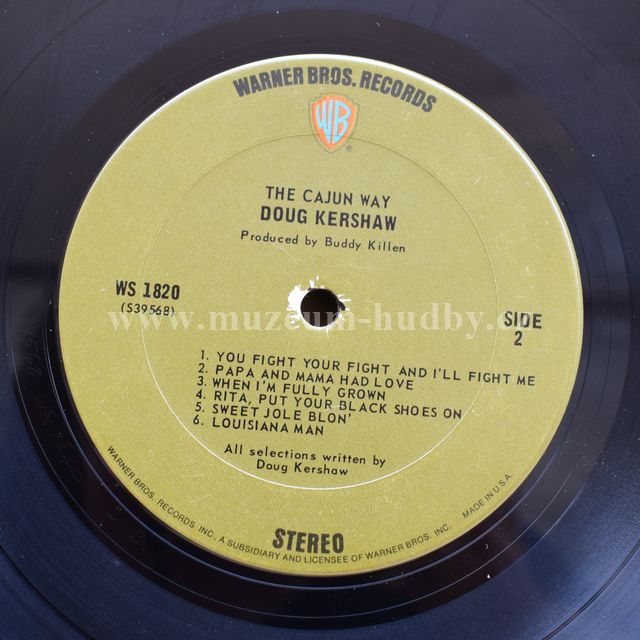 WARNER BROS. RECORDS
WB
®
THE CAJUN WAY
DOUG KERSHAW
Produced by Buddy Killen
WS 1820
(S39568)
SIDE
2
www.muzeum-hudby.c
1. YOU FIGHT YOUR FIGHT AND I'LL FIGHT ME
2. PAPA AND MAMA HAD LOVE
3. WHEN I'M FULLY GROWN
4. RITA, PUT YOUR BLACK SHOES ON
5. SWEET JOLE BLON'
6. LOUISIANA MAN
All selections written by
Doug Kershaw
STEREO
WARNER BROS. RECORDS INC. A SUBSIDIARY AND LICENSEE OF WARNER BROS. INC. MADE IN U.S.A.